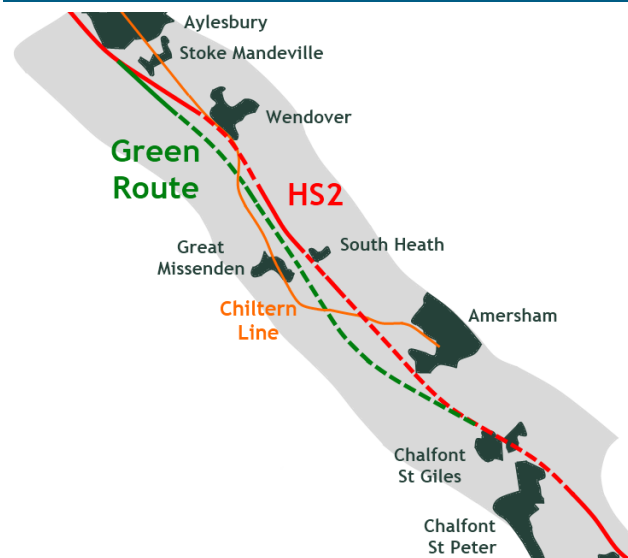 Aylesbury
Stoke Mandeville
Wendover
Green
Route
HS2
South Heath
Great
Missenden
Chiltern
Line
Amersham
Chalfont
St Giles
Chalfont
St Peter